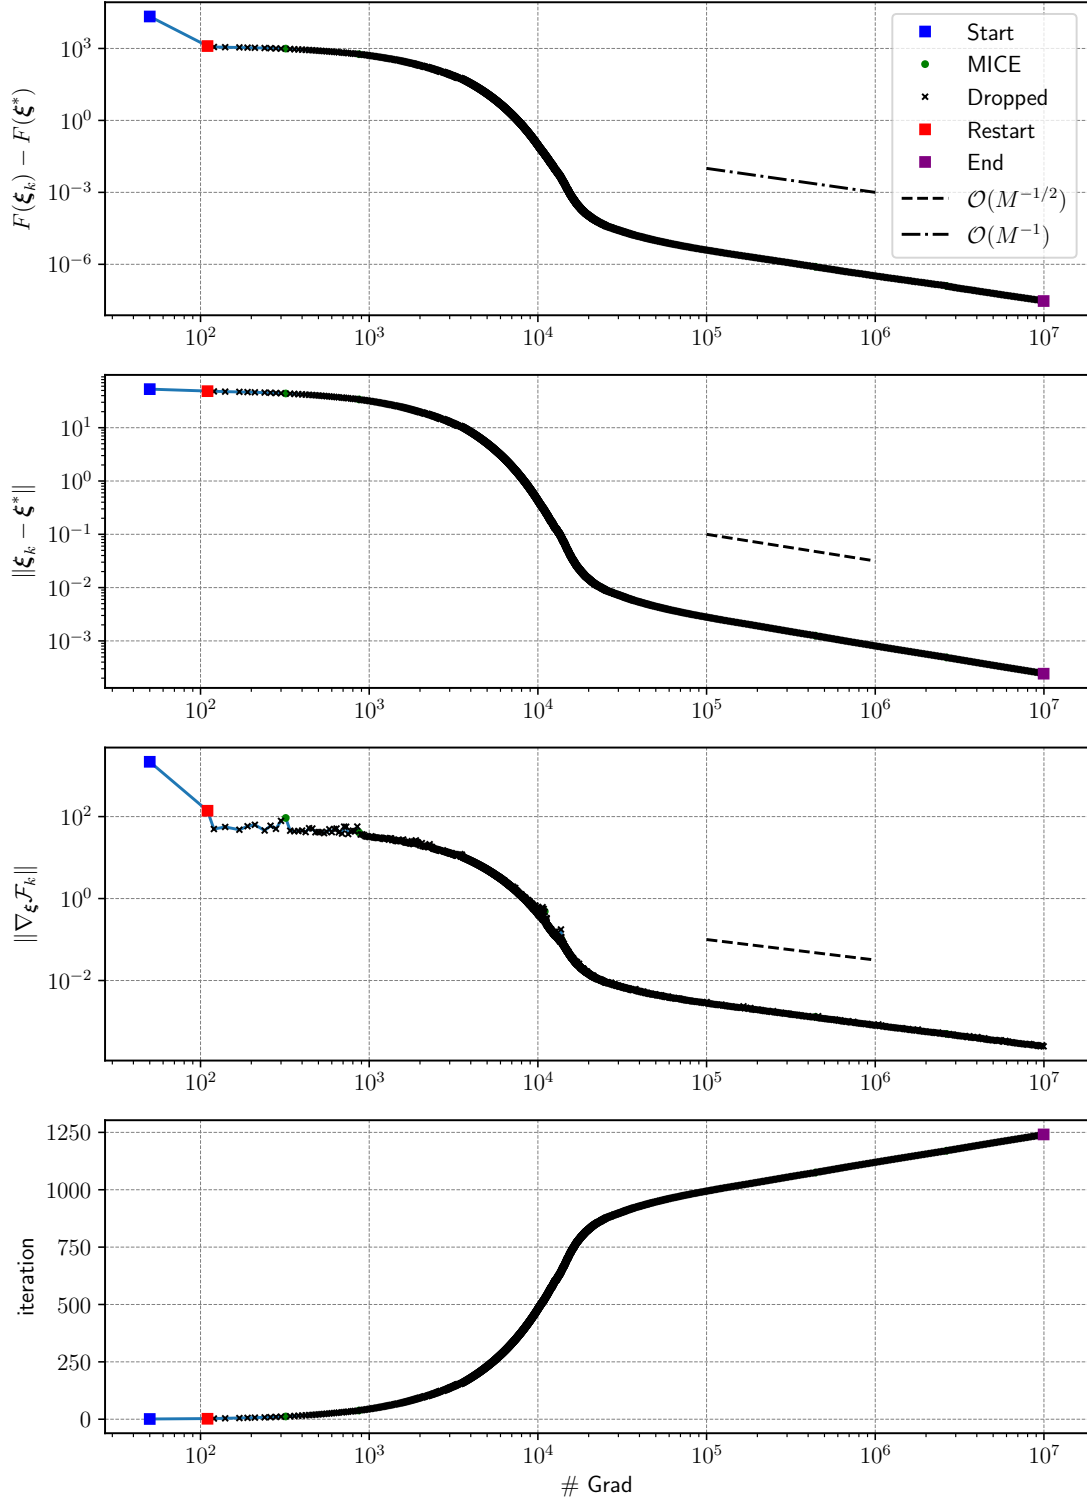 F(ξ_k) − F(ξ*)
10^3
10^0
10^−3
10^−6
Start
MICE
Dropped
Restart
End
O(M^{−1/2})
O(M^{−1})
10^2 10^3 10^4 10^5 10^6 10^7
||ξ_k − ξ*||
10^1
10^0
10^−1
10^−2
10^−3
10^2 10^3 10^4 10^5 10^6 10^7
||∇_ξ F_k||
10^2
10^0
10^−2
10^2 10^3 10^4 10^5 10^6 10^7
iteration
1250
1000
750
500
250
0
10^2 10^3 10^4 10^5 10^6 10^7
# Grad